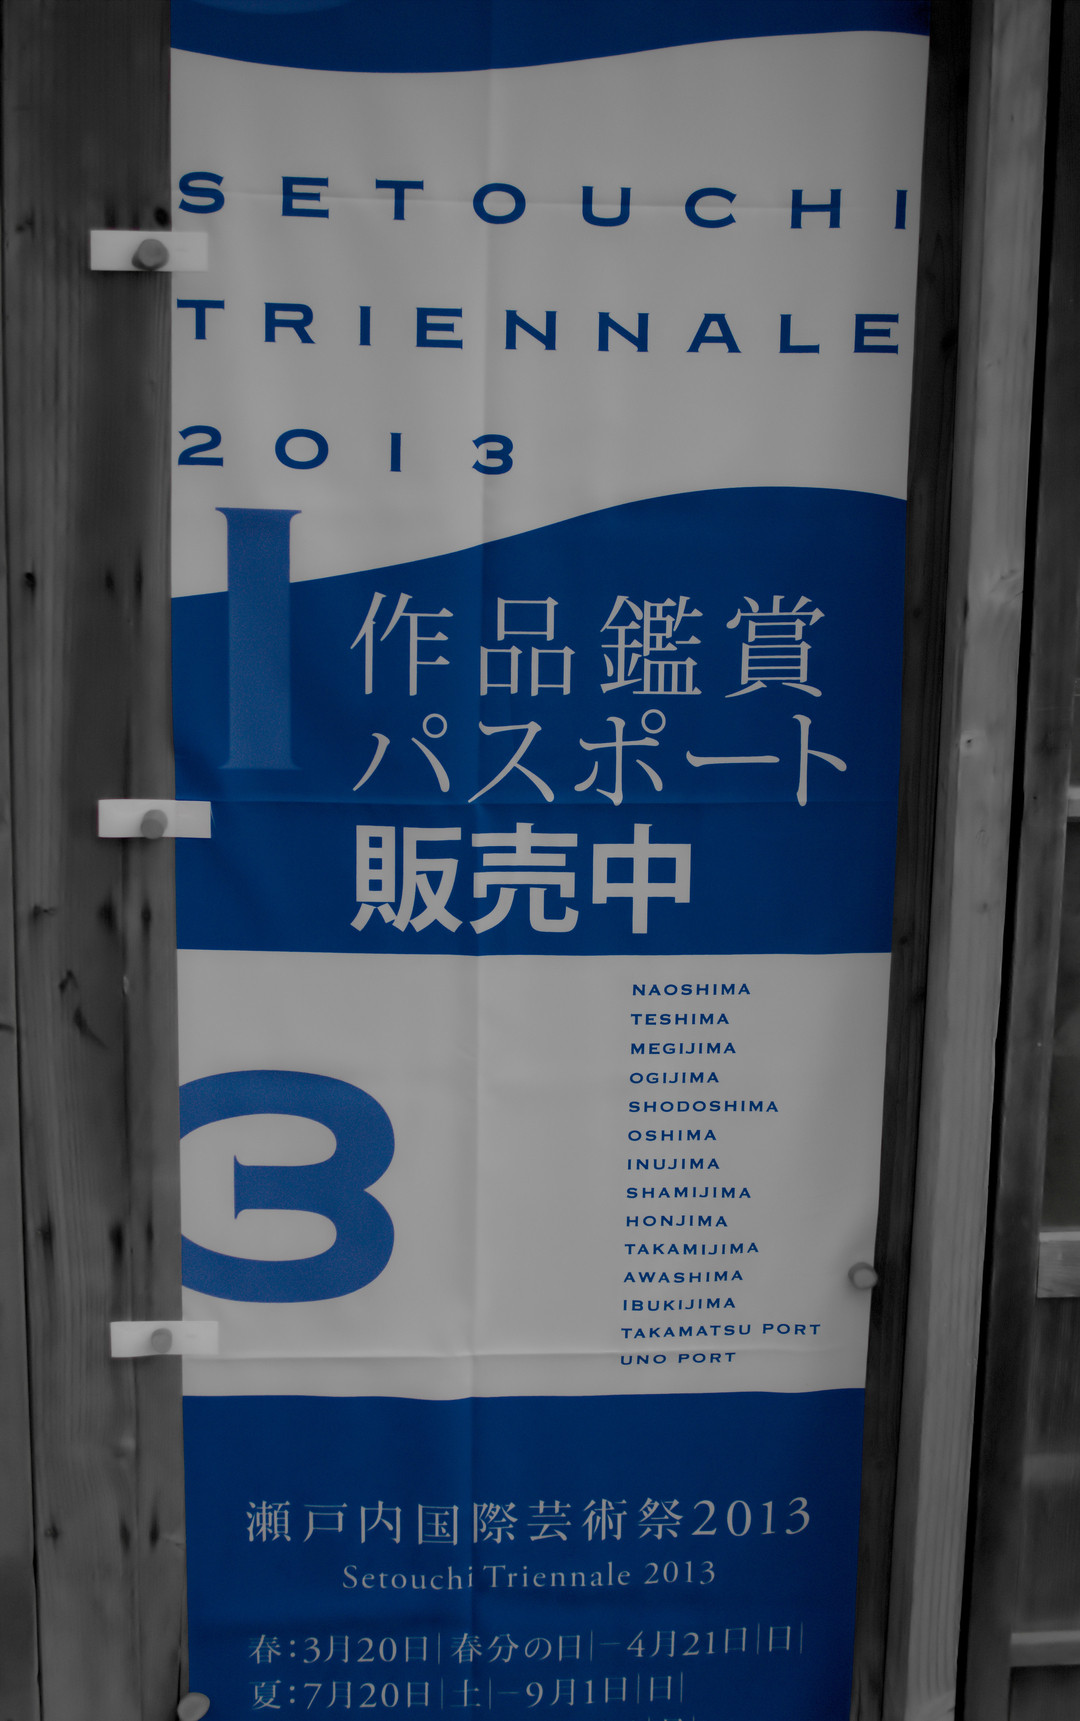 SETOUCHI
TRIENNALE
2013
1
作品鑑賞
パスポート
販売中
3
NAOSHIMA
TESHIMA
MEGIJIMA
OGIJIMA
SHODOSHIMA
OSHIMA
INUJIMA
SHAMIJIMA
HONJIMA
TAKAMIJIMA
AWASHIMA
IBUKIJIMA
TAKAMATSU PORT
UNO PORT
瀬戸内国際芸術祭2013
Setouchi Triennale 2013
春:3月20日|春分の日|−4月21日|日|
夏:7月20日|土|−9月1日|日|